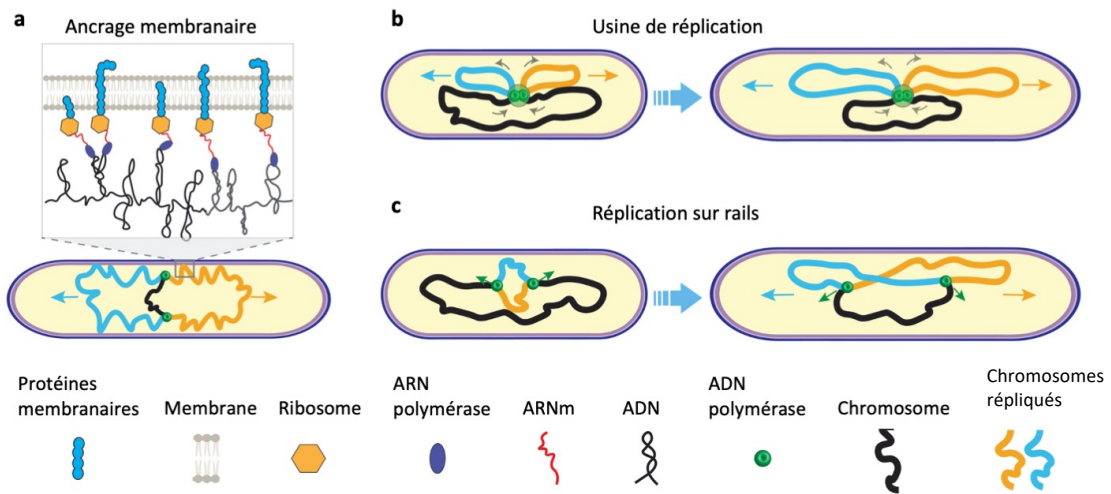 a
Ancrage membranaire
b
Usine de réplication
c
Réplication sur rails
Protéines
membranaires
Membrane
Ribosome
ARN
polymérase
ARNm
ADN
ADN
polymérase
Chromosome
Chromosomes
répliqués